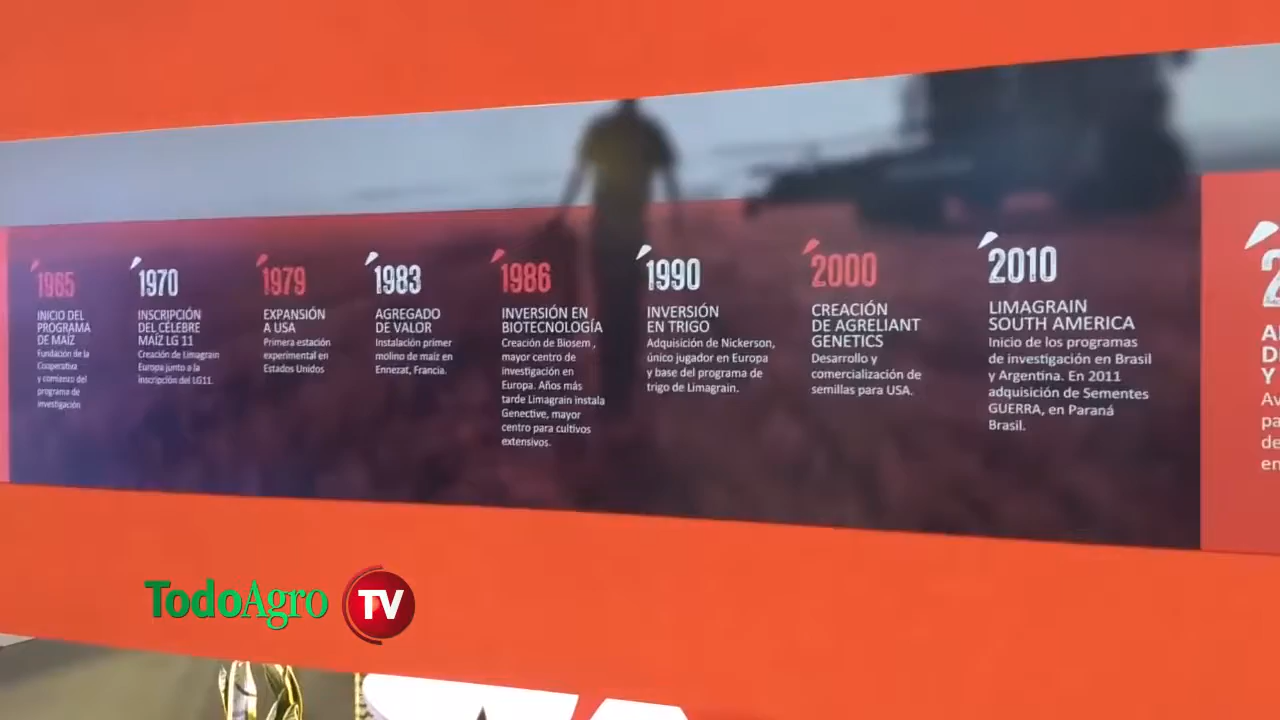 1965
INICIO DEL
PROGRAMA
DE MAÍZ
Fundación de la
Cooperativa
y comienzo del
programa de
investigación
1970
INSCRIPCIÓN
DEL CÉLEBRE
MAÍZ LG 11
Creación de Limagrain
Europa junto a la
inscripción del LG11.
1979
EXPANSIÓN
A USA
Primera estación
experimental en
Estados Unidos
1983
AGREGADO
DE VALOR
Instalación primer
molino de maíz en
Ennezat, Francia.
1986
INVERSIÓN EN
BIOTECNOLOGÍA
Creación de Biosem ,
mayor centro de
investigación en
Europa. Años más
tarde Limagrain instala
Genective, mayor
centro para cultivos
extensivos.
1990
INVERSIÓN
EN TRIGO
Adquisición de Nickerson,
único jugador en Europa
y base del programa de
trigo de Limagrain.
2000
CREACIÓN
DE AGRELIANT
GENETICS
Desarrollo y
comercialización de
semillas para USA.
2010
LIMAGRAIN
SOUTH AMERICA
Inicio de los programas
de investigación en Brasil
y Argentina. En 2011
adquisición de Sementes
GUERRA, en Paraná
Brasil.
TodoAgro TV